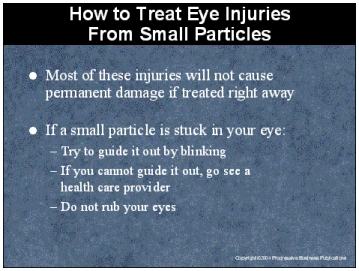 How to Treat Eye Injuries
From Small Particles
● Most of these injuries will not cause
permanent damage if treated right away
● If a small particle is stuck in your eye:
– Try to guide it out by blinking
– If you cannot guide it out, go see a
health care provider
– Do not rub your eyes
Progressive Business Publications